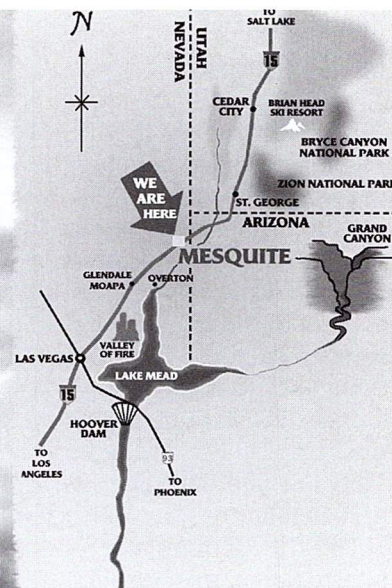 N
TO
SALT LAKE
15
NEVADA
UTAH
CEDAR
CITY
BRIAN HEAD
SKI RESORT
BRYCE CANYON
NATIONAL PARK
ZION NATIONAL PAR
WE
ARE
HERE
ST. GEORGE
ARIZONA
GRAND
CANYON
MESQUITE
GLENDALE
MOAPA
OVERTON
VALLEY
OF FIRE
LAS VEGAS
LAKE MEAD
15
HOOVER
DAM
TO
LOS
ANGELES
93
TO
PHOENIX